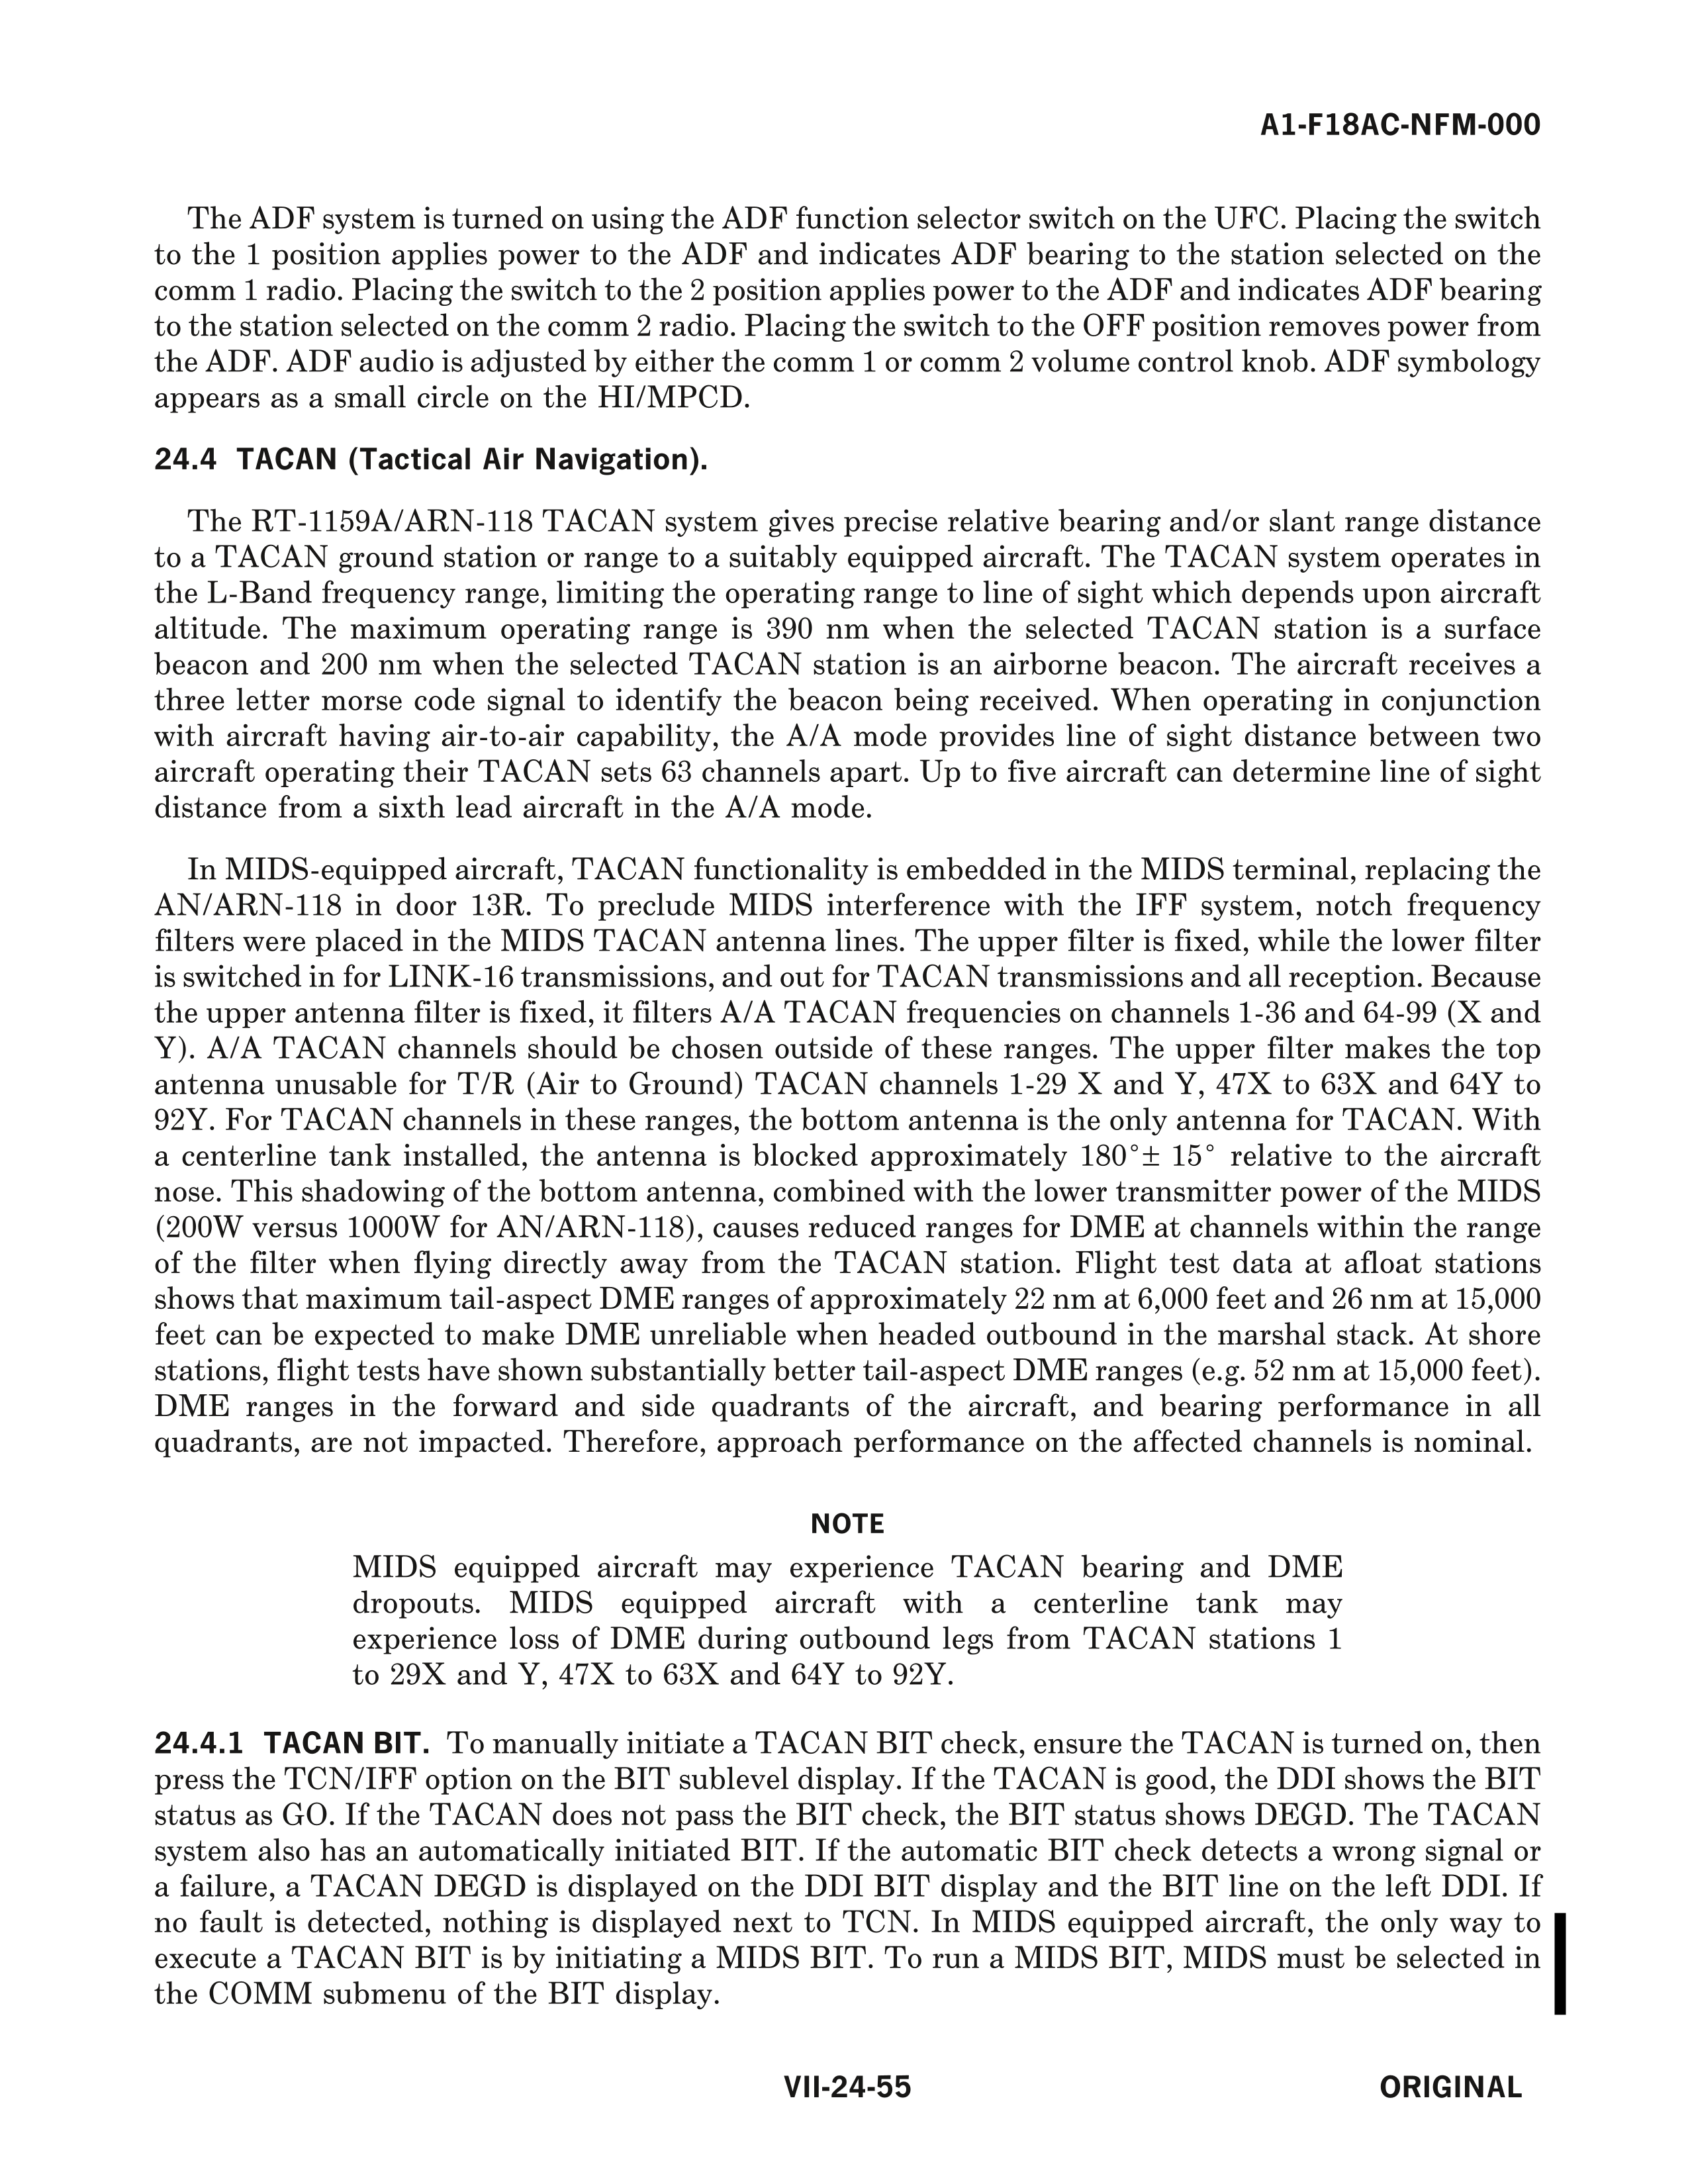 A1-F18AC-NFM-000
The ADF system is turned on using the ADF function selector switch on the UFC. Placing the switch
to the 1 position applies power to the ADF and indicates ADF bearing to the station selected on the
comm 1 radio. Placing the switch to the 2 position applies power to the ADF and indicates ADF bearing
to the station selected on the comm 2 radio. Placing the switch to the OFF position removes power from
the ADF. ADF audio is adjusted by either the comm 1 or comm 2 volume control knob. ADF symbology
appears as a small circle on the HI/MPCD.
24.4 TACAN (Tactical Air Navigation).
The RT-1159A/ARN-118 TACAN system gives precise relative bearing and/or slant range distance
to a TACAN ground station or range to a suitably equipped aircraft. The TACAN system operates in
the L-Band frequency range, limiting the operating range to line of sight which depends upon aircraft
altitude. The maximum operating range is 390 nm when the selected TACAN station is a surface
beacon and 200 nm when the selected TACAN station is an airborne beacon. The aircraft receives a
three letter morse code signal to identify the beacon being received. When operating in conjunction
with aircraft having air-to-air capability, the A/A mode provides line of sight distance between two
aircraft operating their TACAN sets 63 channels apart. Up to five aircraft can determine line of sight
distance from a sixth lead aircraft in the A/A mode.
In MIDS-equipped aircraft, TACAN functionality is embedded in the MIDS terminal, replacing the
AN/ARN-118 in door 13R. To preclude MIDS interference with the IFF system, notch frequency
filters were placed in the MIDS TACAN antenna lines. The upper filter is fixed, while the lower filter
is switched in for LINK-16 transmissions, and out for TACAN transmissions and all reception. Because
the upper antenna filter is fixed, it filters A/A TACAN frequencies on channels 1-36 and 64-99 (X and
Y). A/A TACAN channels should be chosen outside of these ranges. The upper filter makes the top
antenna unusable for T/R (Air to Ground) TACAN channels 1-29 X and Y, 47X to 63X and 64Y to
92Y. For TACAN channels in these ranges, the bottom antenna is the only antenna for TACAN. With
a centerline tank installed, the antenna is blocked approximately 180°± 15° relative to the aircraft
nose. This shadowing of the bottom antenna, combined with the lower transmitter power of the MIDS
(200W versus 1000W for AN/ARN-118), causes reduced ranges for DME at channels within the range
of the filter when flying directly away from the TACAN station. Flight test data at afloat stations
shows that maximum tail-aspect DME ranges of approximately 22 nm at 6,000 feet and 26 nm at 15,000
feet can be expected to make DME unreliable when headed outbound in the marshal stack. At shore
stations, flight tests have shown substantially better tail-aspect DME ranges (e.g. 52 nm at 15,000 feet).
DME ranges in the forward and side quadrants of the aircraft, and bearing performance in all
quadrants, are not impacted. Therefore, approach performance on the affected channels is nominal.
NOTE
MIDS equipped aircraft may experience TACAN bearing and DME
dropouts. MIDS equipped aircraft with a centerline tank may
experience loss of DME during outbound legs from TACAN stations 1
to 29X and Y, 47X to 63X and 64Y to 92Y.
24.4.1 TACAN BIT. To manually initiate a TACAN BIT check, ensure the TACAN is turned on, then
press the TCN/IFF option on the BIT sublevel display. If the TACAN is good, the DDI shows the BIT
status as GO. If the TACAN does not pass the BIT check, the BIT status shows DEGD. The TACAN
system also has an automatically initiated BIT. If the automatic BIT check detects a wrong signal or
a failure, a TACAN DEGD is displayed on the DDI BIT display and the BIT line on the left DDI. If
no fault is detected, nothing is displayed next to TCN. In MIDS equipped aircraft, the only way to
execute a TACAN BIT is by initiating a MIDS BIT. To run a MIDS BIT, MIDS must be selected in
the COMM submenu of the BIT display.
VII-24-55
ORIGINAL